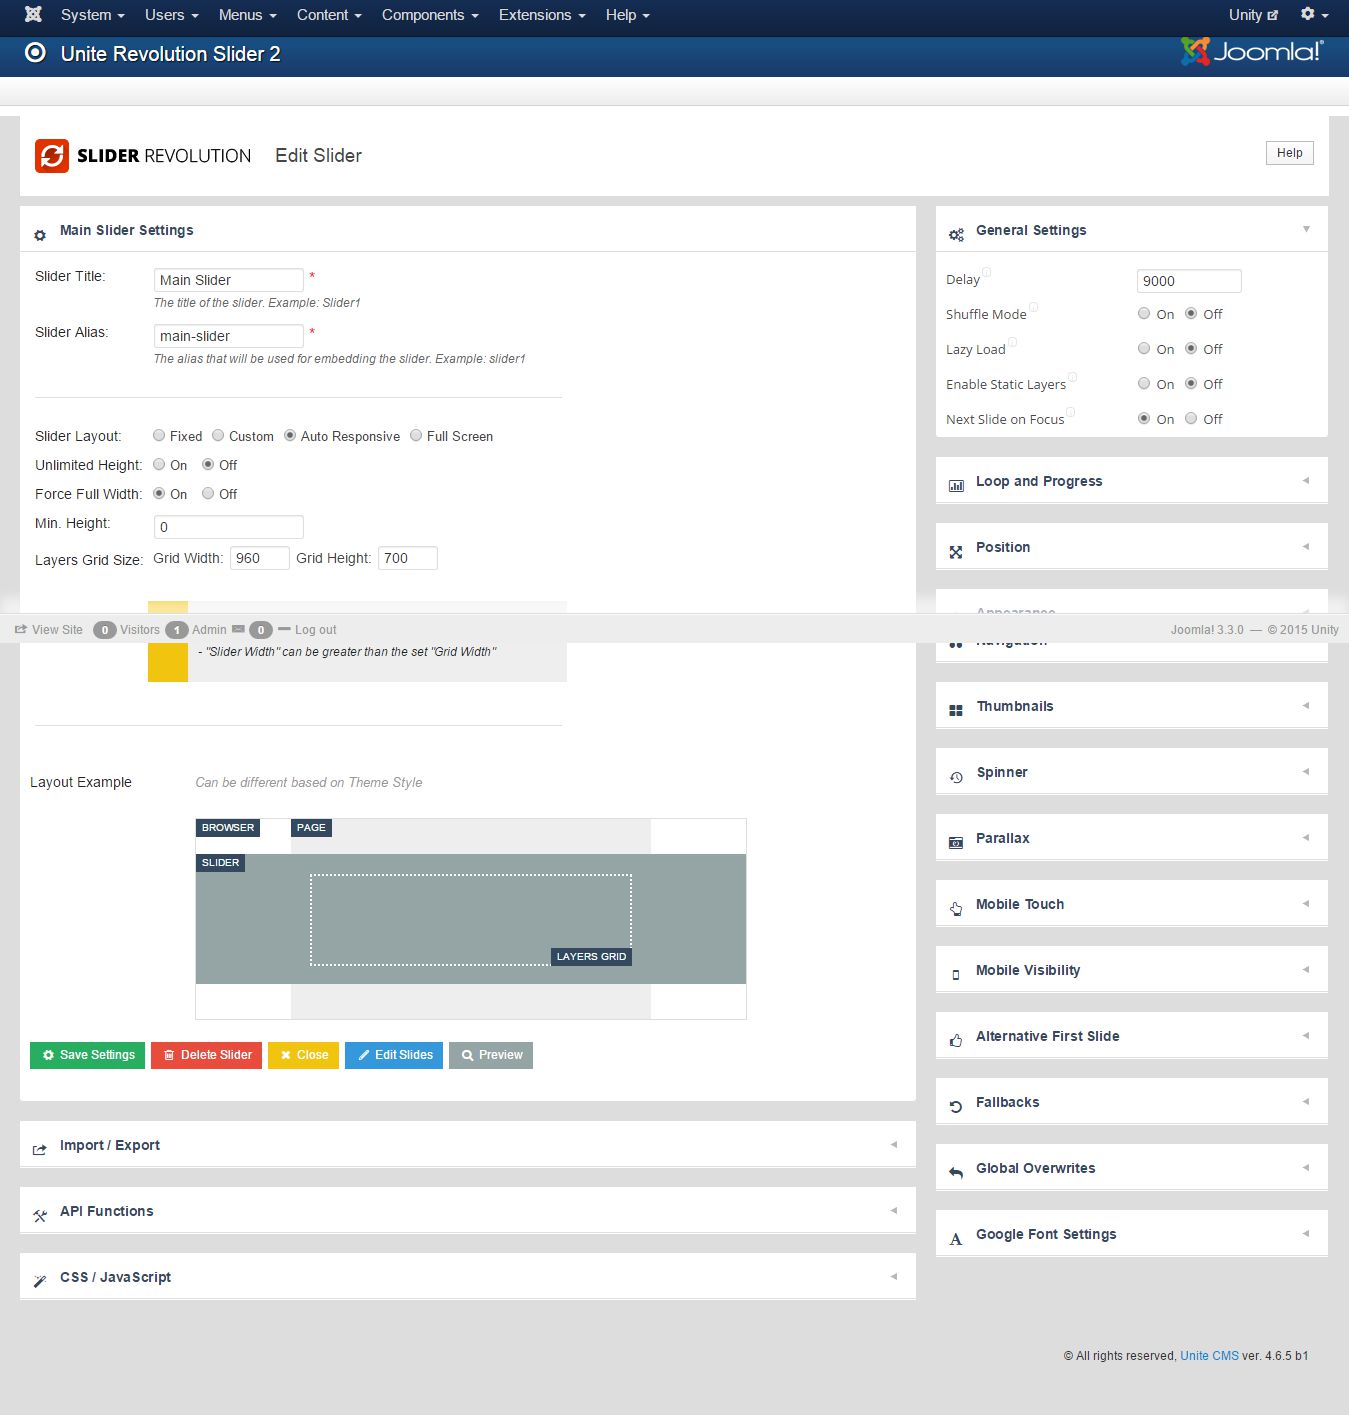 System Users Menus Content Components Extensions Help Unity
Unite Revolution Slider 2 Joomla!®
SLIDER REVOLUTION Edit Slider Help
Main Slider Settings
Slider Title: Main Slider *
The title of the slider. Example: Slider1
Slider Alias: main-slider *
The alias that will be used for embedding the slider. Example: slider1
Slider Layout: Fixed Custom Auto Responsive Full Screen
Unlimited Height: On Off
Force Full Width: On Off
Min. Height: 0
Layers Grid Size: Grid Width: 960 Grid Height: 700
General Settings
Delay 9000
Shuffle Mode On Off
Lazy Load On Off
Enable Static Layers On Off
Next Slide on Focus On Off
Loop and Progress
Position
Appearance
View Site 0 Visitors 1 Admin 0 Log out Joomla! 3.3.0 — © 2015 Unity
- "Slider Width" can be greater than the set "Grid Width"
Navigation
Thumbnails
Spinner
Parallax
Mobile Touch
Mobile Visibility
Alternative First Slide
Fallbacks
Global Overwrites
Google Font Settings
Layout Example Can be different based on Theme Style
BROWSER PAGE
SLIDER
LAYERS GRID
Save Settings Delete Slider Close Edit Slides Preview
Import / Export
API Functions
CSS / JavaScript
© All rights reserved, Unite CMS ver. 4.6.5 b1